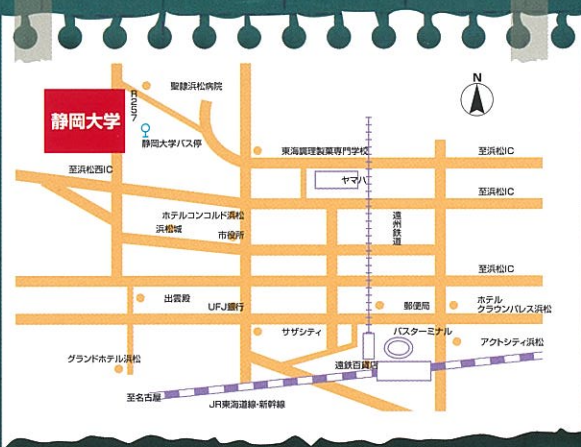 N
聖隷浜松病院
R257
静岡大学
静岡大学バス停
東海調理製菓専門学校
至浜松IC
至浜松西IC
ヤマハ
至浜松IC
ホテルコンコルド浜松
浜松城
市役所
遠州鉄道
至浜松IC
出雲殿
UFJ銀行
郵便局
ホテル
クラウンパレス浜松
サザシティ
バスターミナル
アクトシティ浜松
グランドホテル浜松
遠鉄百貨店
至名古屋
JR東海道線・新幹線